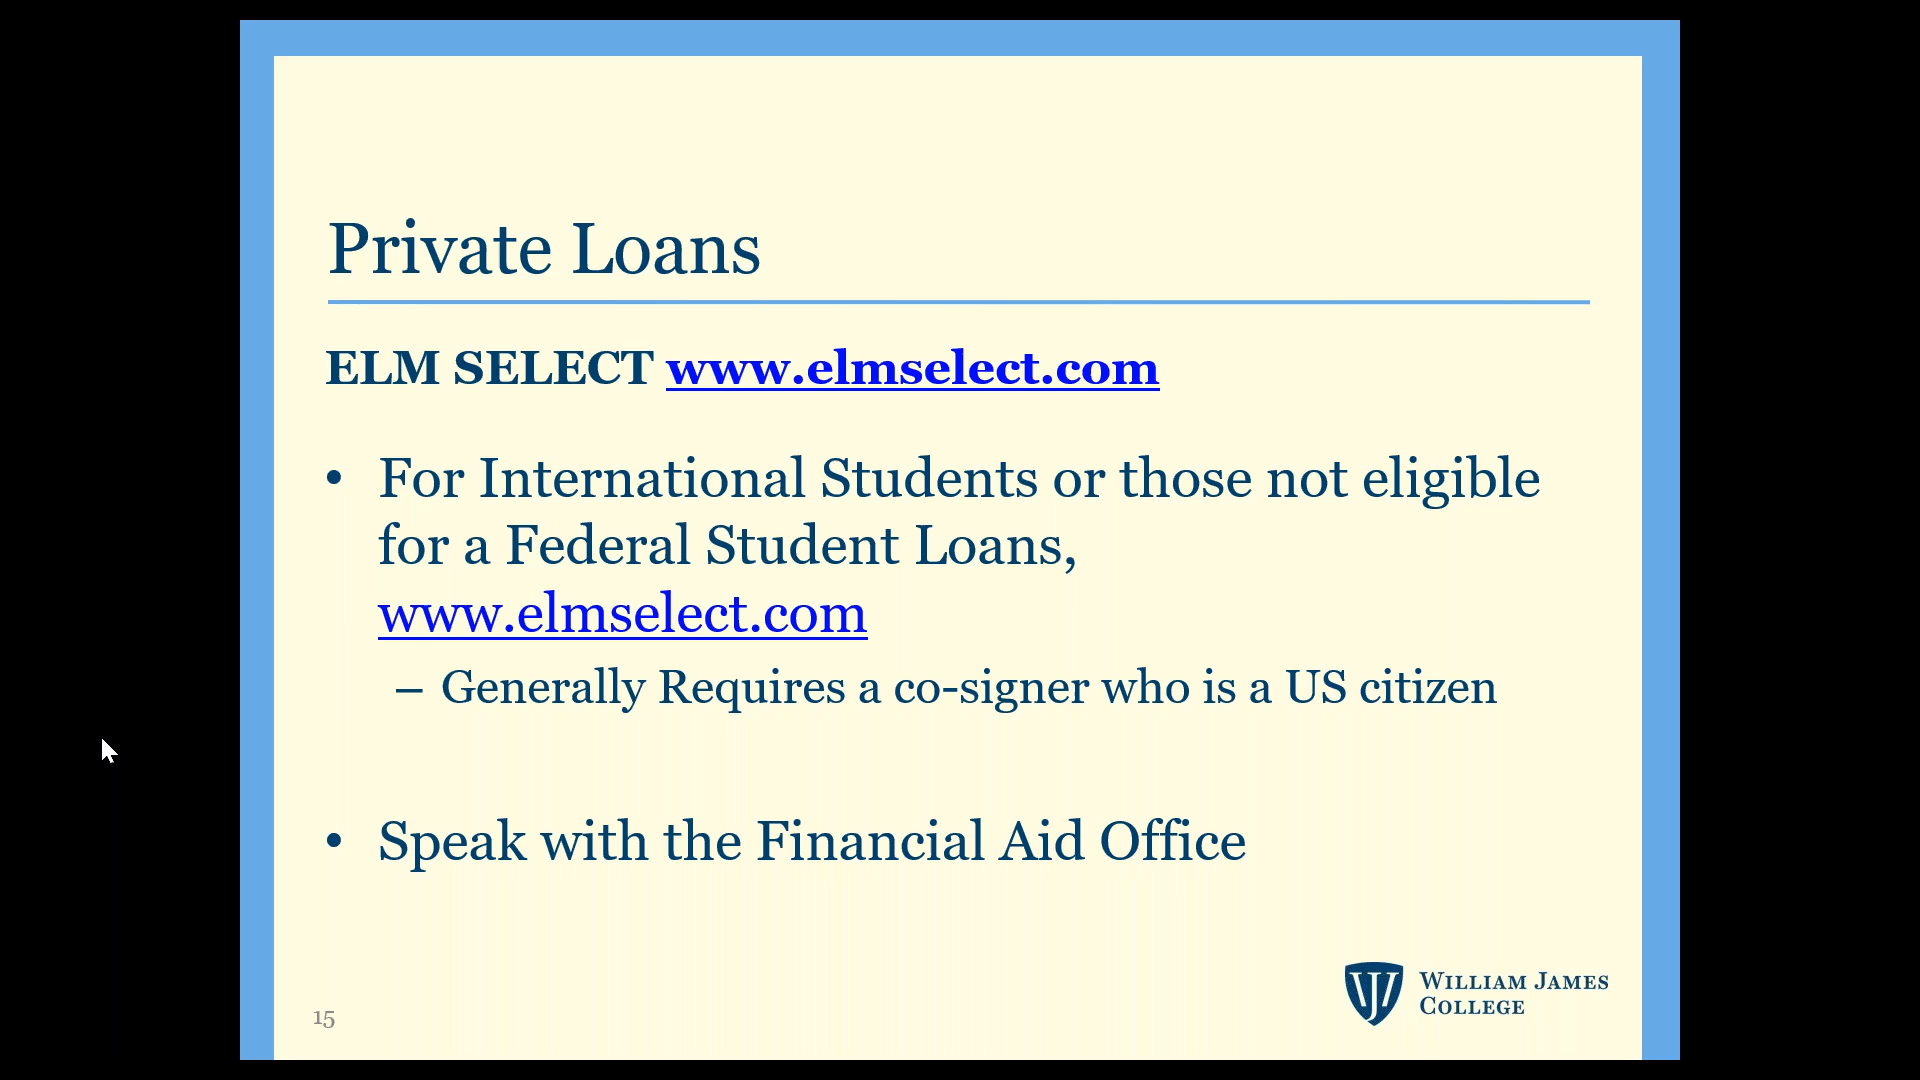 Private Loans
ELM SELECT www.elmselect.com
• For International Students or those not eligible
for a Federal Student Loans,
www.elmselect.com
– Generally Requires a co-signer who is a US citizen
• Speak with the Financial Aid Office
WILLIAM JAMES
COLLEGE
15